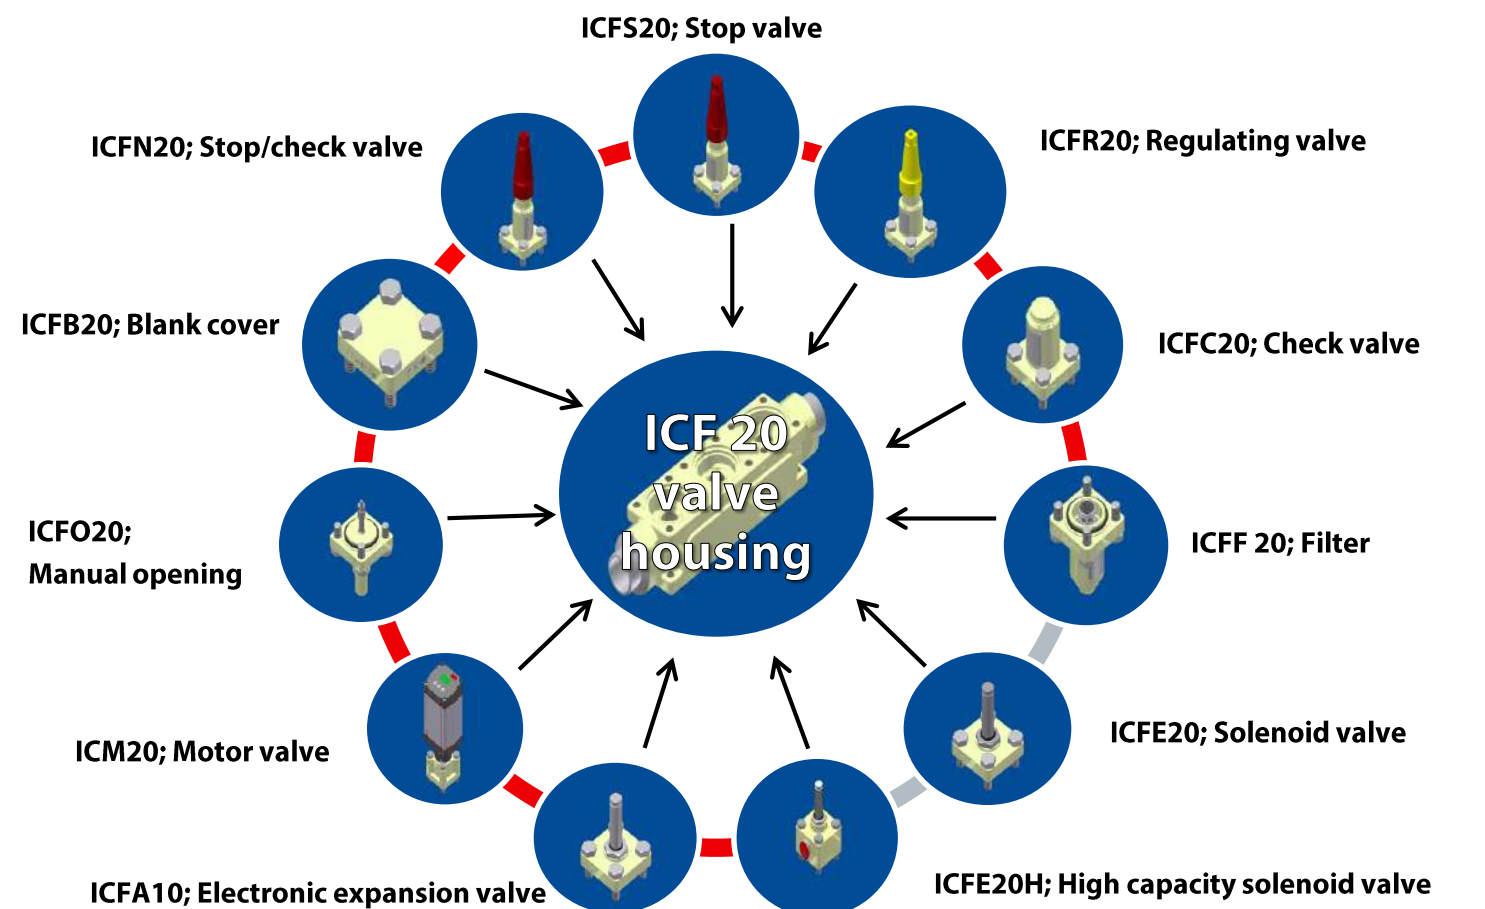 ICFS20; Stop valve
ICFN20; Stop/check valve
ICFR20; Regulating valve
ICFB20; Blank cover
ICFC20; Check valve
ICF 20
valve
housing
ICFO20;
Manual opening
ICFF 20; Filter
ICM20; Motor valve
ICFE20; Solenoid valve
ICFA10; Electronic expansion valve
ICFE20H; High capacity solenoid valve